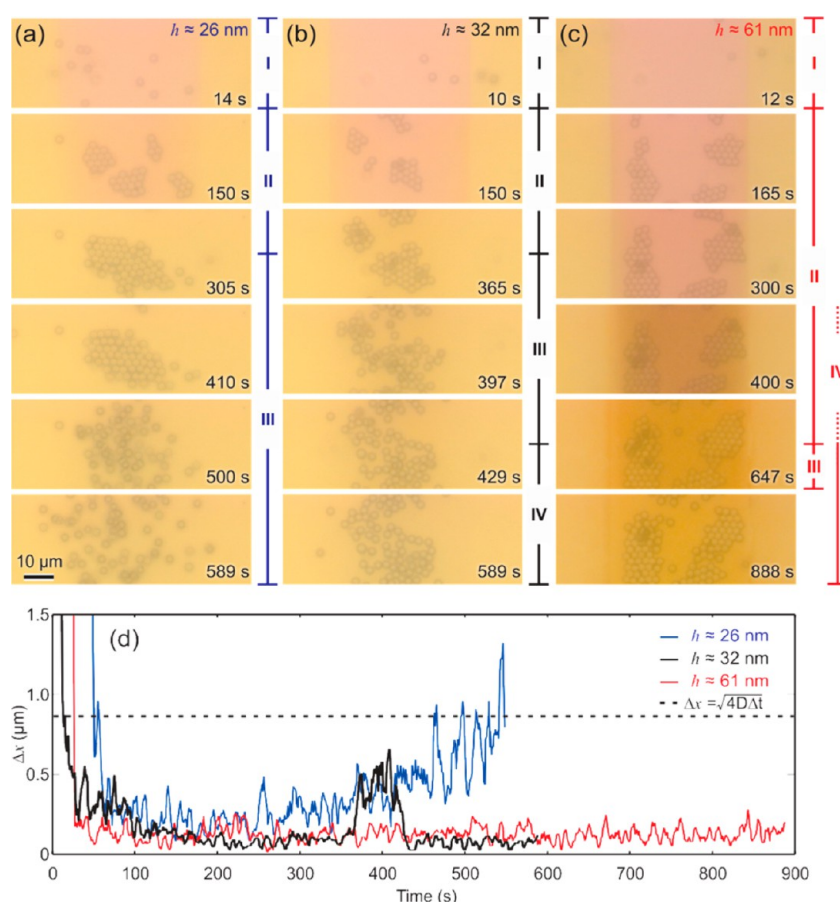 (a) h ≈ 26 nm
I
14 s
II
150 s
305 s
410 s
III
500 s
10 μm
589 s
(b) h ≈ 32 nm
I
10 s
II
150 s
365 s
III
397 s
429 s
IV
589 s
(c) h ≈ 61 nm
I
12 s
165 s
II
300 s
400 s
IV
III
647 s
888 s
(d)
1.5
1.0
0.5
0
Δx (μm)
h ≈ 26 nm
h ≈ 32 nm
h ≈ 61 nm
Δx =√4DΔt
0 100 200 300 400 500 600 700 800 900
Time (s)